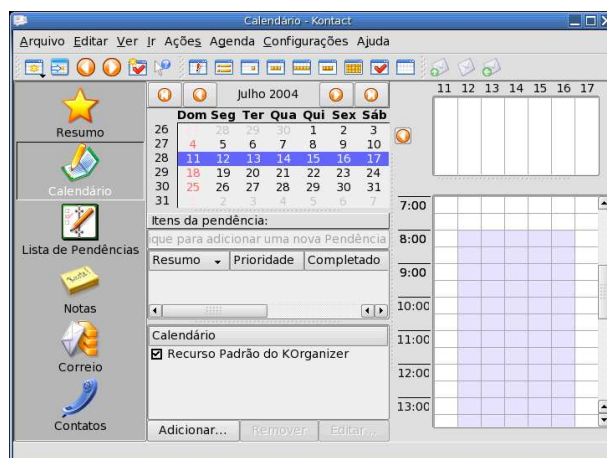 Calendário - Kontact
Arquivo Editar Ver Ir Ações Agenda Configurações Ajuda
Resumo
Calendário
Lista de Pendências
Notas
Correio
Contatos
Julho 2004
Dom Seg Ter Qua Qui Sex Sáb
26 28 29 30 1 2 3
27 4 5 6 7 8 9 10
28 11 12 13 14 15 16 17
29 18 19 20 21 22 23 24
30 25 26 27 28 29 30 31
31 2 3 4 5 6 7
Itens da pendência:
ique para adicionar uma nova Pendência
Resumo Prioridade Completado
Calendário
Recurso Padrão do KOrganizer
Adicionar... Remover Editar...
11 12 13 14 15 16 17
7:00
8:00
9:00
10:00
11:00
12:00
13:00